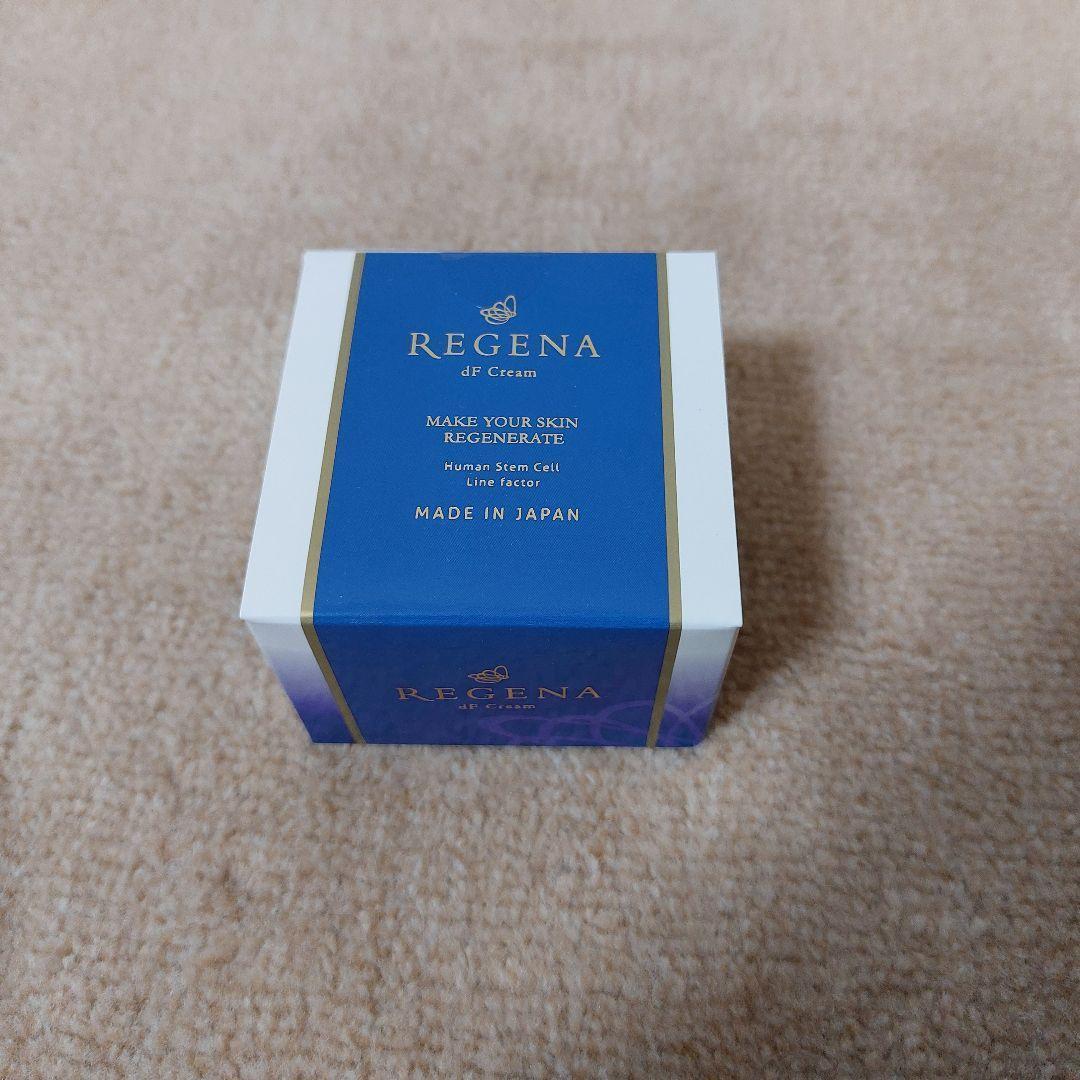 REGENA
dF Cream
MAKE YOUR SKIN
REGENERATE
Human Stem Cell
Line factor
MADE IN JAPAN
REGENA
dF Cream